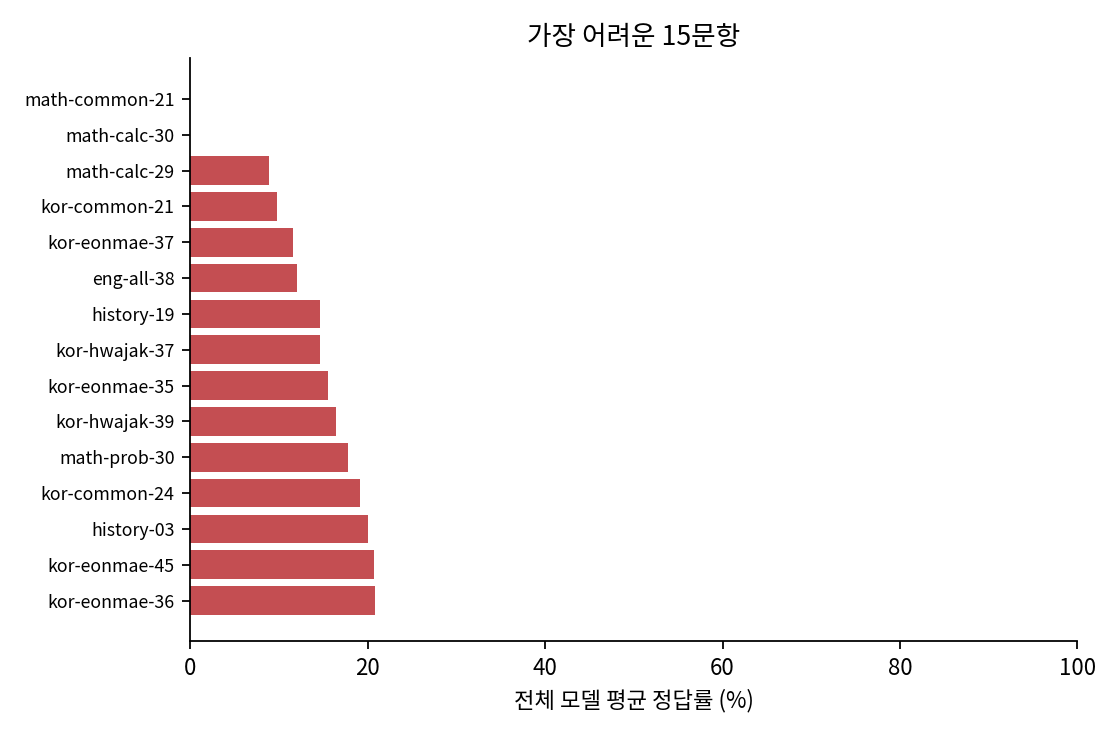 가장 어려운 15문항
math-common-21
math-calc-30
math-calc-29
kor-common-21
kor-eonmae-37
eng-all-38
history-19
kor-hwajak-37
kor-eonmae-35
kor-hwajak-39
math-prob-30
kor-common-24
history-03
kor-eonmae-45
kor-eonmae-36
0 20 40 60 80 100
전체 모델 평균 정답률 (%)